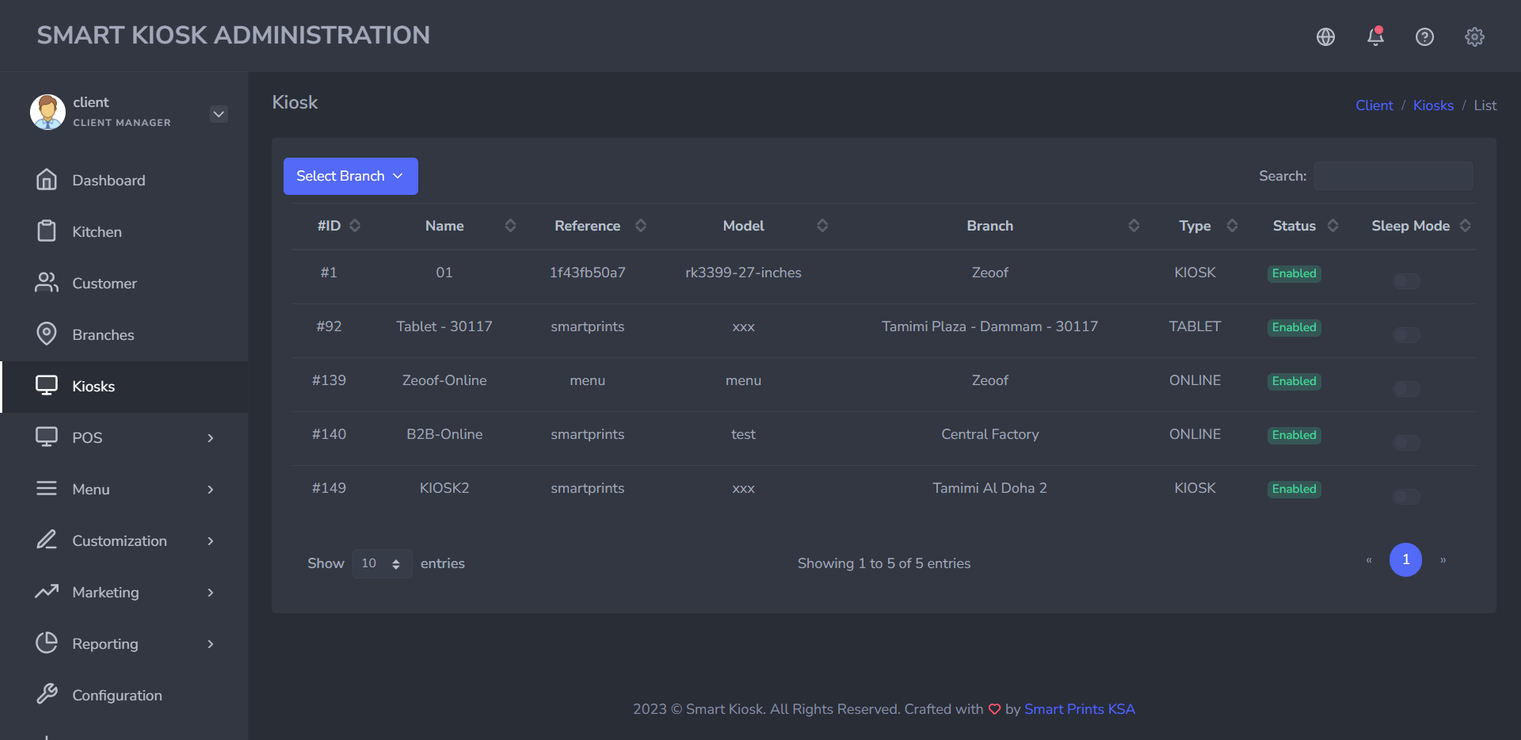 SMART KIOSK ADMINISTRATION
client
CLIENT MANAGER
Dashboard
Kitchen
Customer
Branches
Kiosks
POS
Menu
Customization
Marketing
Reporting
Configuration
Kiosk
Client / Kiosks / List
Select Branch
Search:
#ID Name Reference Model Branch Type Status Sleep Mode
#1 01 1f43fb50a7 rk3399-27-inches Zeoof KIOSK Enabled
#92 Tablet - 30117 smartprints xxx Tamimi Plaza - Dammam - 30117 TABLET Enabled
#139 Zeoof-Online menu menu Zeoof ONLINE Enabled
#140 B2B-Online smartprints test Central Factory ONLINE Enabled
#149 KIOSK2 smartprints xxx Tamimi Al Doha 2 KIOSK Enabled
Show 10 entries Showing 1 to 5 of 5 entries « 1 »
2023 © Smart Kiosk. All Rights Reserved. Crafted with ♡ by Smart Prints KSA